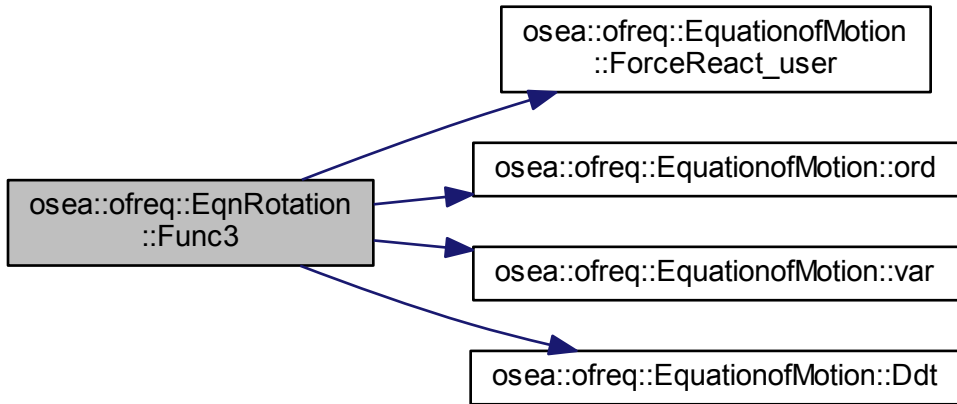 osea::ofreq::EquationofMotion
::ForceReact_user
osea::ofreq::EquationofMotion::ord
osea::ofreq::EqnRotation
::Func3
osea::ofreq::EquationofMotion::var
osea::ofreq::EquationofMotion::Ddt